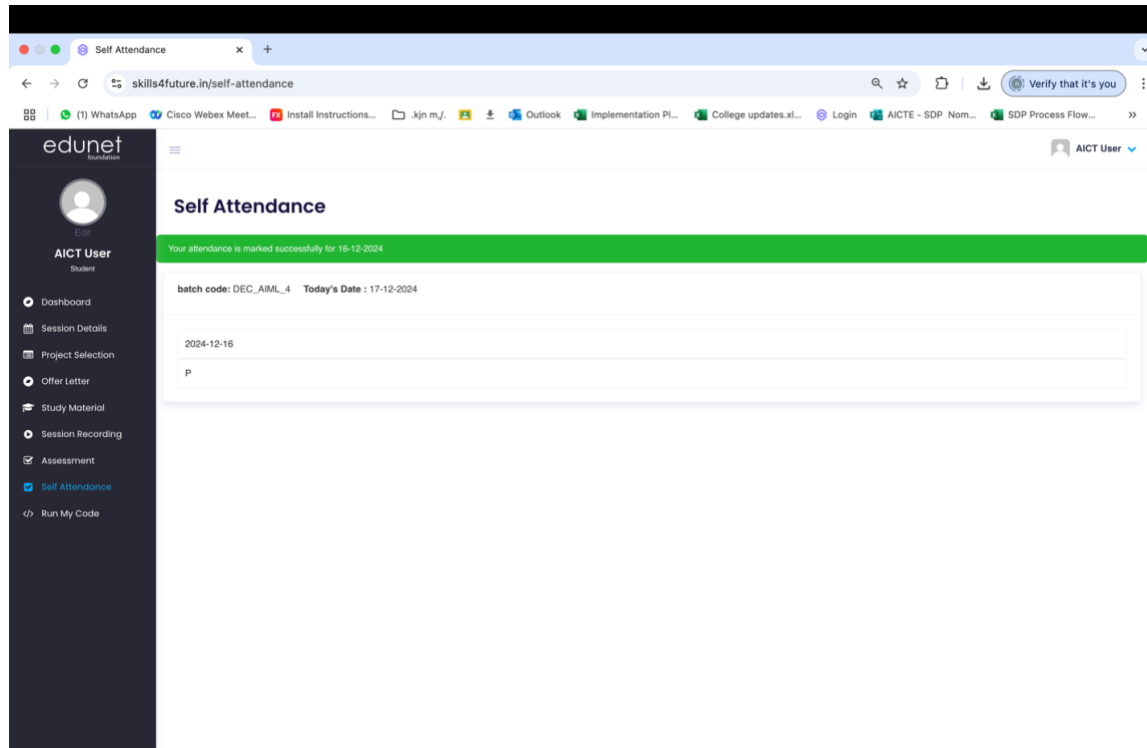 Self Attendance
skills4future.in/self-attendance
Verify that it's you
(1) WhatsApp Cisco Webex Meet... Install Instructions... .kjn m,/. Outlook Implementation Pl... College updates.xl... Login AICTE - SDP Nom... SDP Process Flow...
edunet
foundation
AICT User
Edit
AICT User
Student
Dashboard
Session Details
Project Selection
Offer Letter
Study Material
Session Recording
Assessment
Self Attendance
Run My Code
Self Attendance
Your attendance is marked successfully for 16-12-2024
batch code: DEC_AIML_4 Today's Date : 17-12-2024
2024-12-16
P